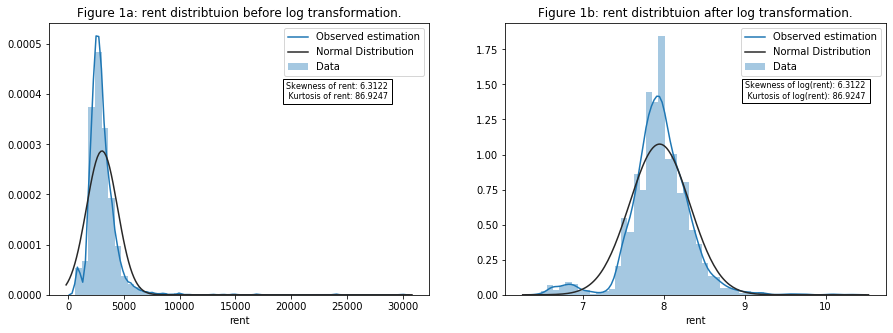 Figure 1a: rent distribtuion before log transformation.
Observed estimation
Normal Distribution
Data
Skewness of rent: 6.3122
Kurtosis of rent: 86.9247
0.0005
0.0004
0.0003
0.0002
0.0001
0.0000
0 5000 10000 15000 20000 25000 30000
rent
Figure 1b: rent distribtuion after log transformation.
Observed estimation
Normal Distribution
Data
Skewness of log(rent): 6.3122
Kurtosis of log(rent): 86.9247
1.75
1.50
1.25
1.00
0.75
0.50
0.25
0.00
7 8 9 10
rent